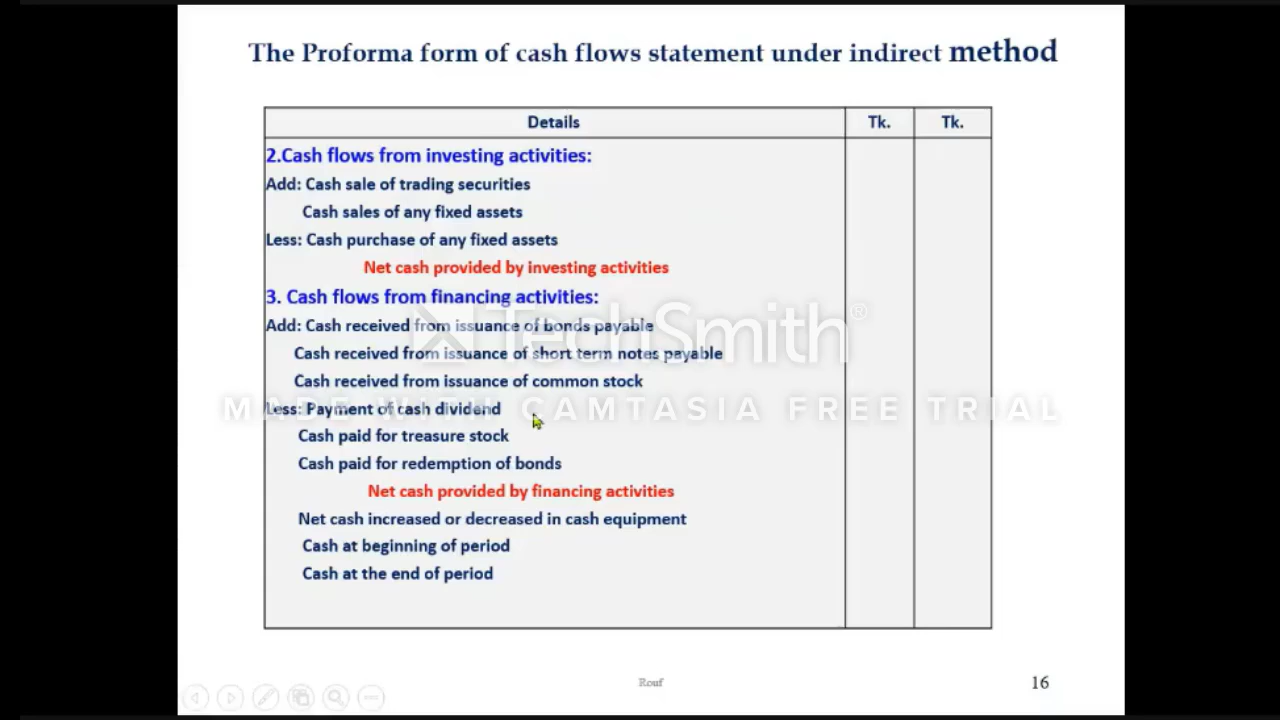 The Proforma form of cash flows statement under indirect method
Details Tk. Tk.
2.Cash flows from investing activities:
Add: Cash sale of trading securities
Cash sales of any fixed assets
Less: Cash purchase of any fixed assets
Net cash provided by investing activities
3. Cash flows from financing activities:
Add: Cash received from issuance of bonds payable
TechSmith®
Cash received from issuance of short term notes payable
Cash received from issuance of common stock
Less: Payment of cash dividend
MADE WITH CAMTASIA FREE TRIAL
Cash paid for treasure stock
Cash paid for redemption of bonds
Net cash provided by financing activities
Net cash increased or decreased in cash equipment
Cash at beginning of period
Cash at the end of period
Rouf
16